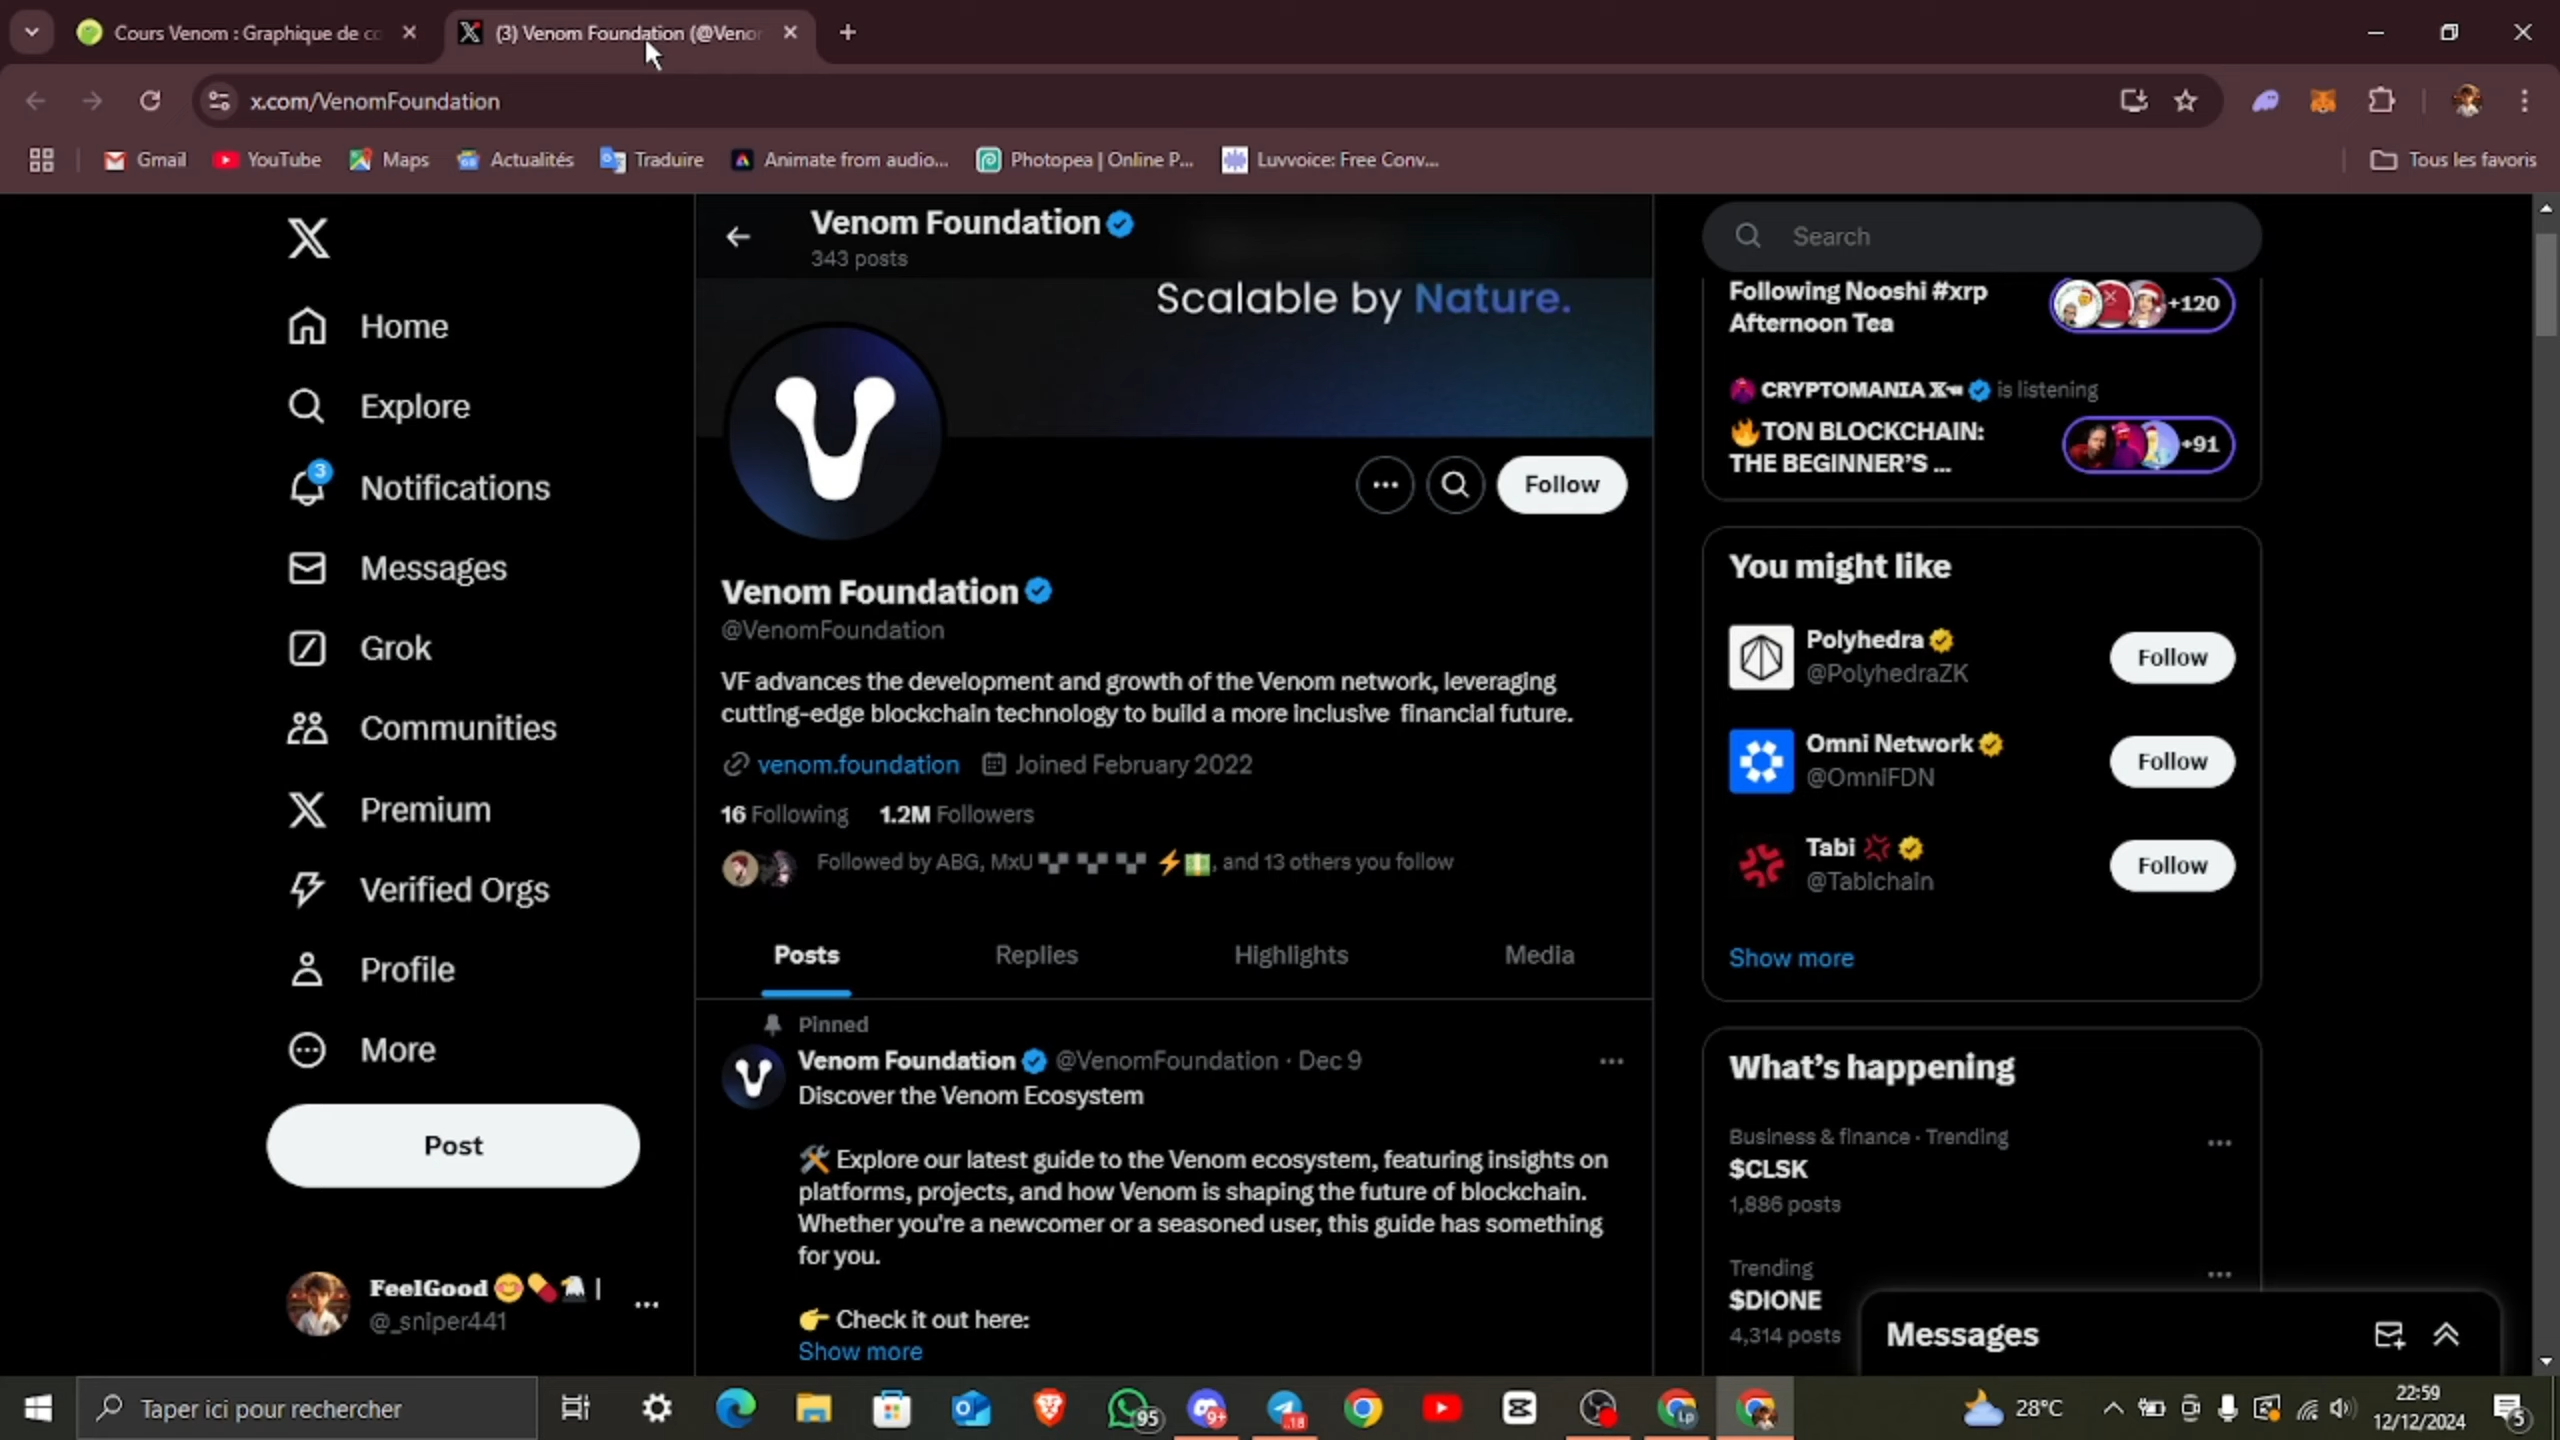 Cours Venom : Graphique de co
(3) Venom Foundation (@Venom
x.com/VenomFoundation
Gmail
YouTube
Maps
Actualités
Traduire
Animate from audio...
Photopea | Online P...
Luvvoice: Free Conv...
Tous les favoris
Home
Explore
3
Notifications
Messages
Grok
Communities
Premium
Verified Orgs
Profile
More
Post
FeelGood 😊💊🦅 |
@_sniper441
Venom Foundation
343 posts
Scalable by Nature.
Follow
Venom Foundation
@VenomFoundation
VF advances the development and growth of the Venom network, leveraging
cutting-edge blockchain technology to build a more inclusive financial future.
venom.foundation
Joined February 2022
16 Following
1.2M Followers
Followed by ABG, MxU ⚡💵, and 13 others you follow
Posts
Replies
Highlights
Media
Pinned
Venom Foundation @VenomFoundation · Dec 9
Discover the Venom Ecosystem
🛠️ Explore our latest guide to the Venom ecosystem, featuring insights on
platforms, projects, and how Venom is shaping the future of blockchain.
Whether you're a newcomer or a seasoned user, this guide has something
for you.
👉 Check it out here:
Show more
Search
Following Nooshi #xrp
Afternoon Tea
+120
CRYPTOMANIA X is listening
🔥TON BLOCKCHAIN:
THE BEGINNER'S ...
+91
You might like
Polyhedra
@PolyhedraZK
Follow
Omni Network
@OmniFDN
Follow
Tabi
@Tabichain
Follow
Show more
What's happening
Business & finance · Trending
$CLSK
1,886 posts
Trending
$DIONE
4,314 posts
Messages
Taper ici pour rechercher
95
9+
18
Lp
28°C
22:59
12/12/2024
5